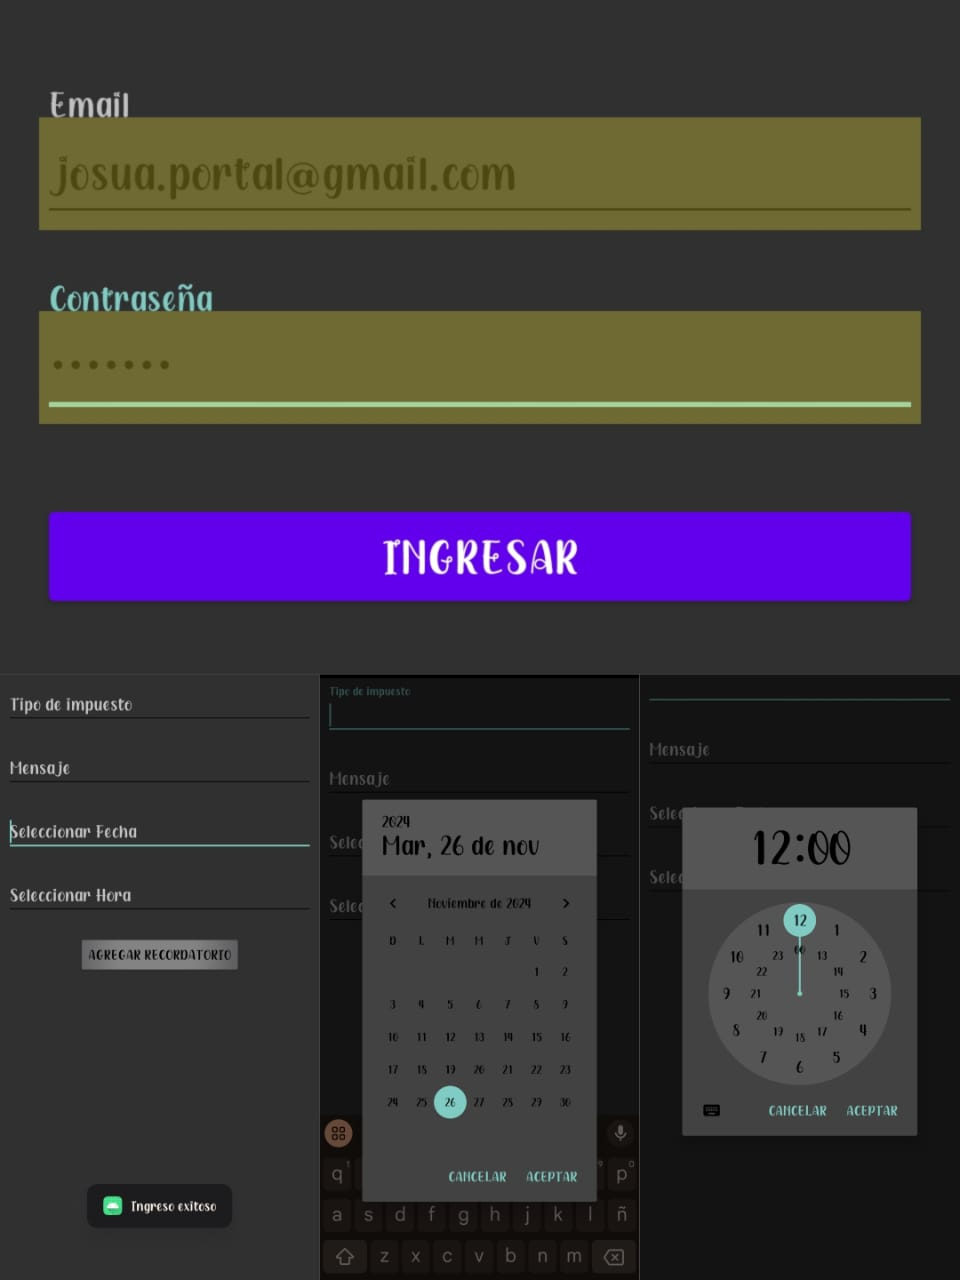 Email
josua.portal@gmail.com
Contraseña
•••••••
INGRESAR
Tipo de impuesto
Mensaje
Seleccionar Fecha
Seleccionar Hora
AGREGAR RECORDATORIO
Ingreso exitoso
Tipo de impuesto
Mensaje
Selec
Selec
2024
Mar, 26 de nov
Noviembre de 2024
D L M M J V S
1 2
3 4 5 6 7 8 9
10 11 12 13 14 15 16
17 18 19 20 21 22 23
24 25 26 27 28 29 30
CANCELAR ACEPTAR
q 1 9 p 0
a s d f g h j k l ñ
z x c v b n m
Mensaje
Selec
Selec
12:00
12
11 1
00
23 13
10 2
22 14
9 21 15 3
20 16
8 4
19 18 17
7 5
6
CANCELAR ACEPTAR